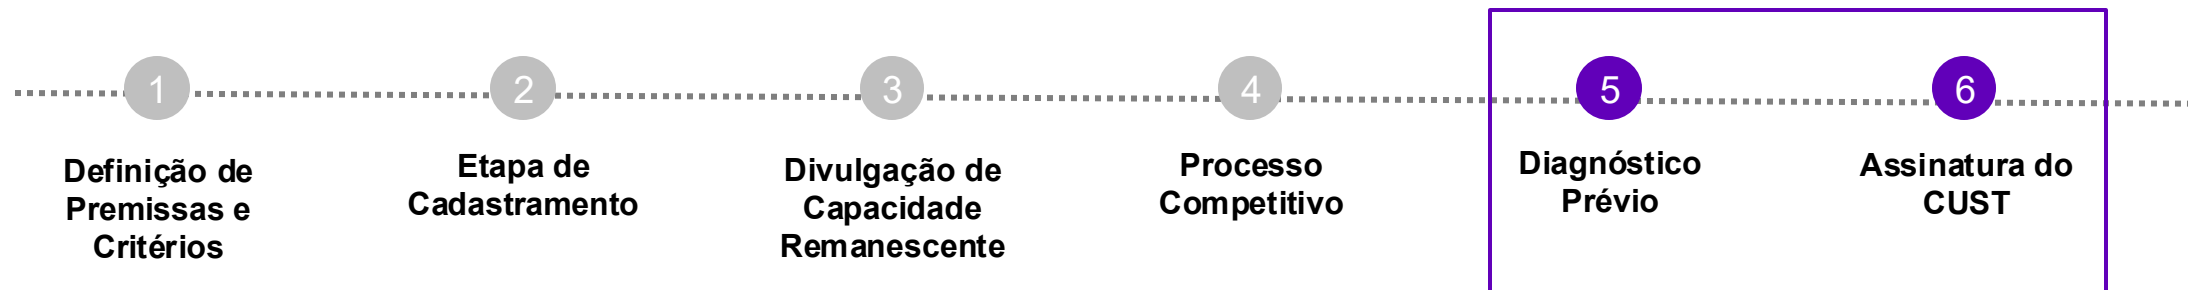 1
Definição de
Premissas e
Critérios
2
Etapa de
Cadastramento
3
Divulgação de
Capacidade
Remanescente
4
Processo
Competitivo
5
Diagnóstico
Prévio
6
Assinatura do
CUST